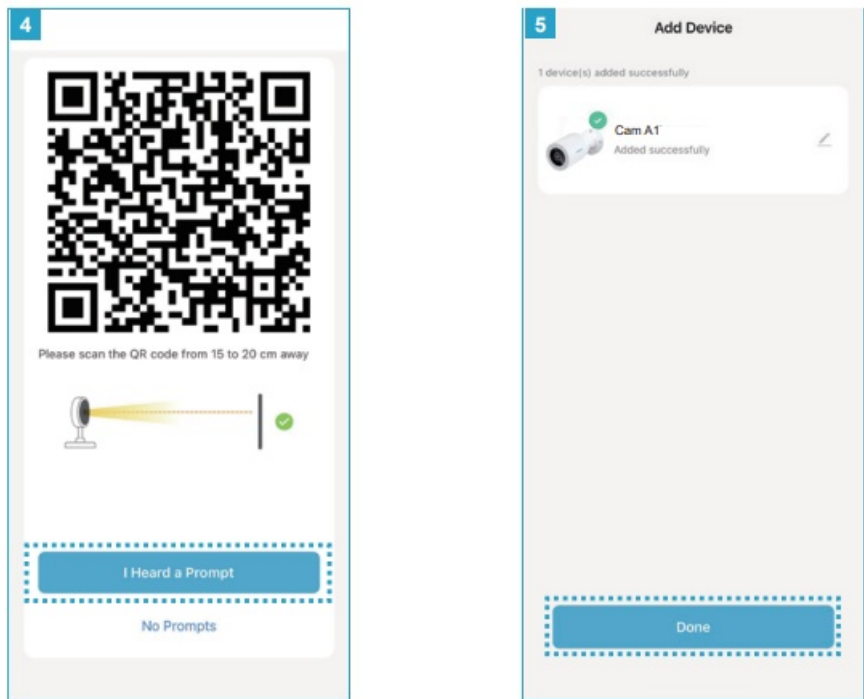 4
Please scan the QR code from 15 to 20 cm away
I Heard a Prompt
No Prompts
5
Add Device
1 device(s) added successfully
Cam A1
Added successfully
Done